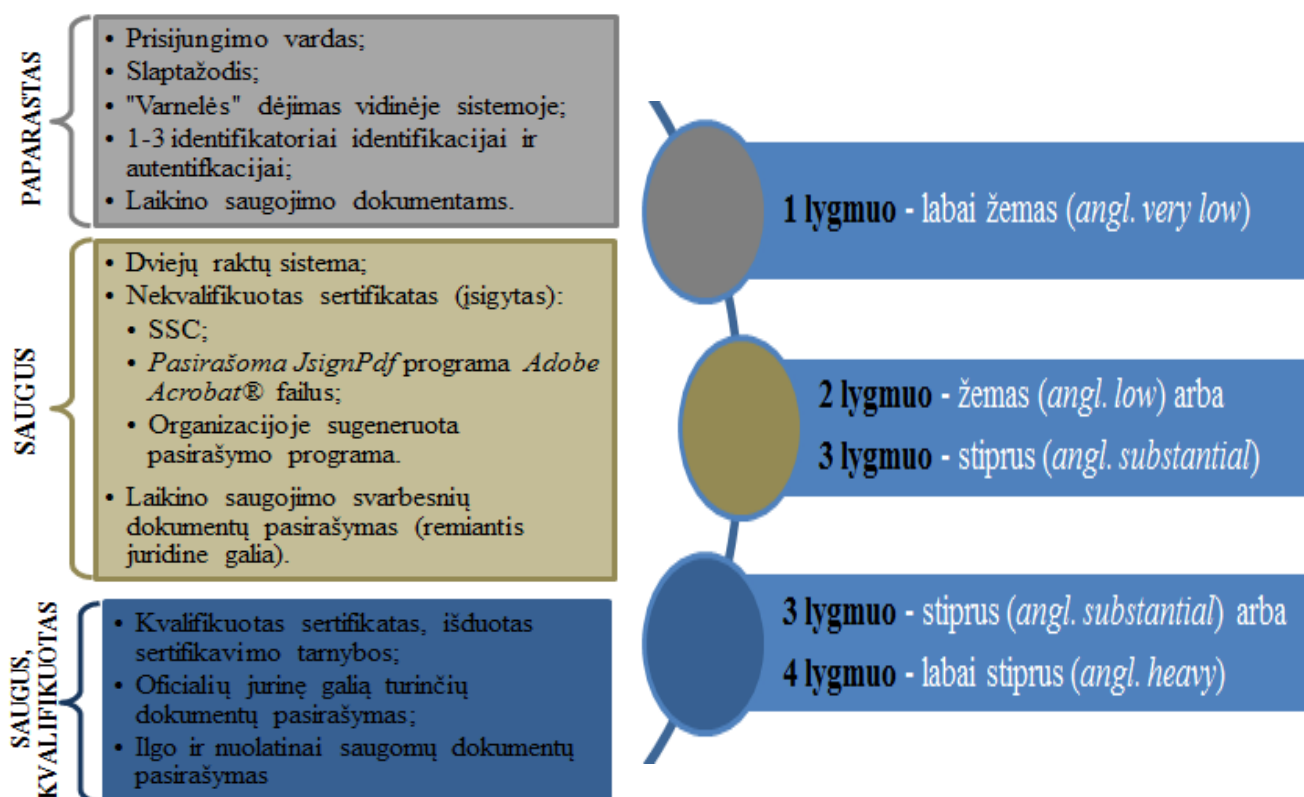 PAPARASTAS
• Prisijungimo vardas;
• Slaptažodis;
• "Varnelės" dėjimas vidinėje sistemoje;
• 1-3 identifikatoriai identifikacijai ir
autentifkacijai;
• Laikino saugojimo dokumentams.
1 lygmuo - labai žemas (angl. very low)
SAUGUS
• Dviejų raktų sistema;
• Nekvalifikuotas sertifikatas (įsigytas):
• SSC;
• Pasirašoma JsignPdf programa Adobe
Acrobat® failus;
• Organizacijoje sugeneruota
pasirašymo programa.
• Laikino saugojimo svarbesnių
dokumentų pasirašymas (remiantis
juridine galia).
2 lygmuo - žemas (angl. low) arba
3 lygmuo - stiprus (angl. substantial)
SAUGUS,
KVALIFIKUOTAS
• Kvalifikuotas sertifikatas, išduotas
sertifikavimo tarnybos;
• Oficialių jurinę galią turinčių
dokumentų pasirašymas;
• Ilgo ir nuolatinai saugomų dokumentų
pasirašymas
3 lygmuo - stiprus (angl. substantial) arba
4 lygmuo - labai stiprus (angl. heavy)